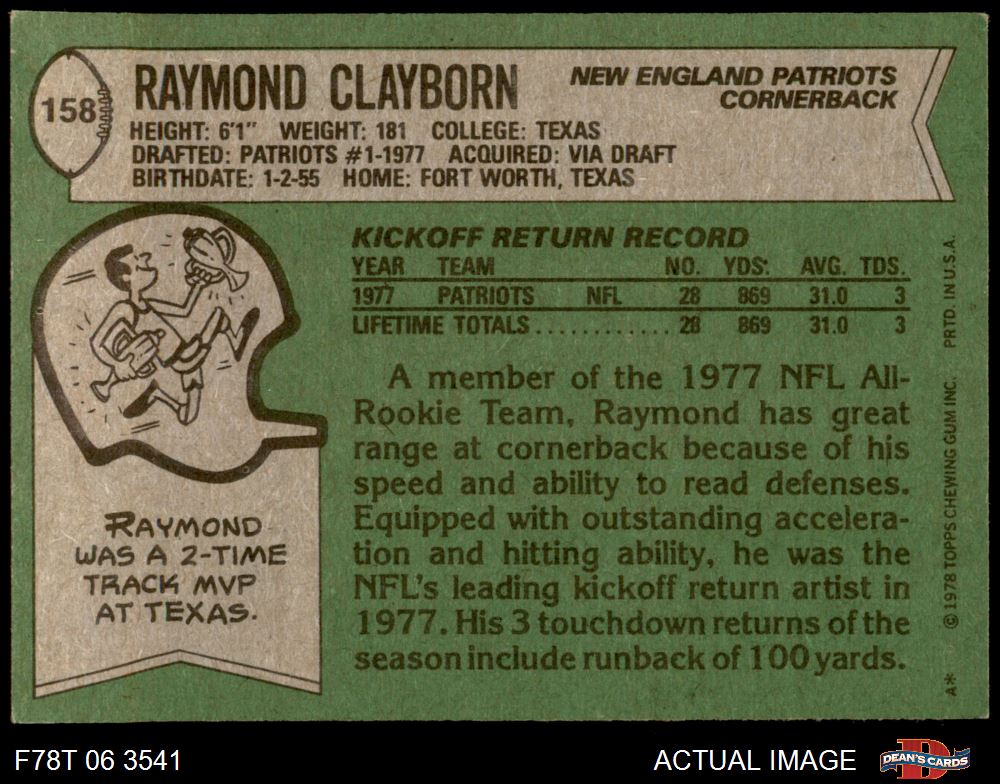 158
RAYMOND CLAYBORN
NEW ENGLAND PATRIOTS
CORNERBACK
HEIGHT: 6'1" WEIGHT: 181 COLLEGE: TEXAS
DRAFTED: PATRIOTS #1-1977 ACQUIRED: VIA DRAFT
BIRTHDATE: 1-2-55 HOME: FORT WORTH, TEXAS
KICKOFF RETURN RECORD
YEAR TEAM NO. YDS. AVG. TDS.
1977 PATRIOTS NFL 28 869 31.0 3
LIFETIME TOTALS............ 28 869 31.0 3
A member of the 1977 NFL All-
Rookie Team, Raymond has great
range at cornerback because of his
speed and ability to read defenses.
Equipped with outstanding accelera-
tion and hitting ability, he was the
NFL's leading kickoff return artist in
1977. His 3 touchdown returns of the
season include runback of 100 yards.
RAYMOND
WAS A 2-TIME
TRACK MVP
AT TEXAS.
A* © 1978 TOPPS CHEWING GUM INC. PRTD. IN U.S.A.
F78T 06 3541
ACTUAL IMAGE
DEAN'S CARDS